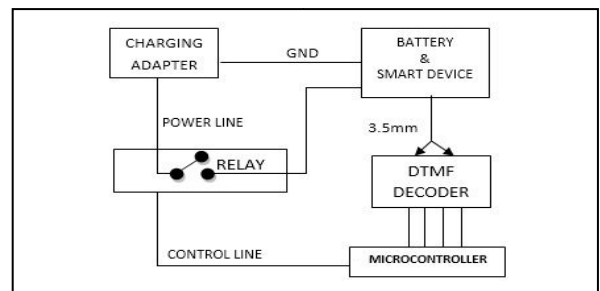 CHARGING
ADAPTER
GND
BATTERY
&
SMART DEVICE
POWER LINE
3.5mm
RELAY
DTMF
DECODER
CONTROL LINE
MICROCONTROLLER